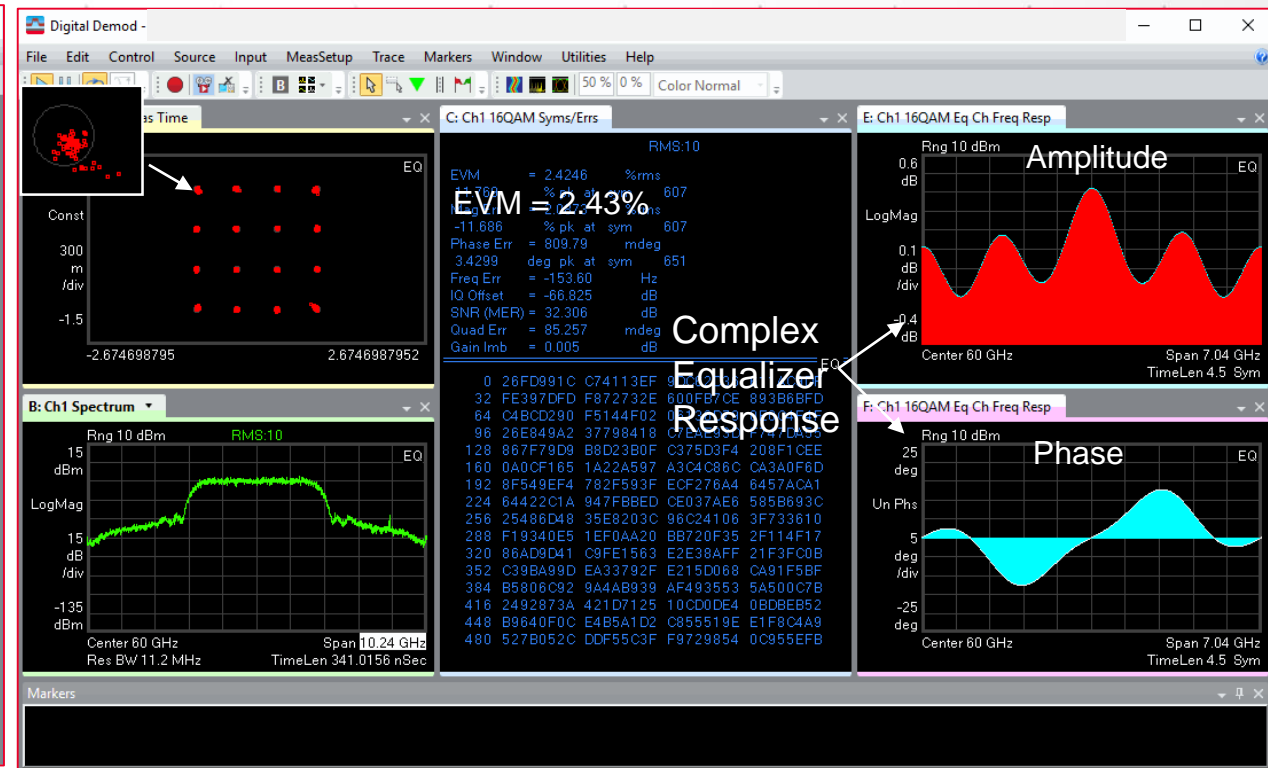 Digital Demod -
File Edit Control Source Input MeasSetup Trace Markers Window Utilities Help
B 50 % 0 % Color Normal
as Time
EQ
Const
300
m
/div
-1.5
-2.674698795 2.6746987952
B: Ch1 Spectrum
Rng 10 dBm RMS:10
15
dBm
EQ
LogMag
15
dB
/div
-135
dBm
Center 60 GHz Span 10.24 GHz
Res BW 11.2 MHz TimeLen 341.0156 nSec
C: Ch1 16QAM Syms/Errs
RMS:10
EVM = 2.4246 %rms
% pk at sym 607
EVM = 2.43%
-11.686 % pk at sym 607
Phase Err = 809.79 mdeg
3.4299 deg pk at sym 651
Freq Err = -153.60 Hz
IQ Offset = -66.825 dB
SNR (MER) = 32.306 dB
Quad Err = 85.257 mdeg
Gain Imb = 0.005 dB
EQ
Complex
Equalizer
Response
0 26FD991C C74113EF
32 FE397DFD F872732E 600FB7CE 893B6BFD
64 C4BCD290 F5144F02
96 26E849A2 37798418
128 867F79D9 B8D23B0F C375D3F4 208F1CEE
160 0A0CF165 1A22A597 A3C4C86C CA3A0F6D
192 8F549EF4 782F593F ECF276A4 6457ACA1
224 64422C1A 947FBBED CE037AE6 585B693C
256 25486D48 35E8203C 96C24106 3F733610
288 F19340E5 1EF0AA20 BB720F35 2F114F17
320 86AD9D41 C9FE1563 E2E38AFF 21F3FC0B
352 C39BA99D EA33792F E215D068 CA91F5BF
384 B5806C92 9A4AB939 AF493553 5A500C7B
416 2492873A 421D7125 10CD0DE4 0BDBEB52
448 B9640F0C E4B5A1D2 C855519E E1F8C4A9
480 527B052C DDF55C3F F9729854 0C955EFB
E: Ch1 16QAM Eq Ch Freq Resp
Rng 10 dBm
Amplitude
0.6
dB
EQ
LogMag
0.1
dB
/div
-0.4
dB
Center 60 GHz Span 7.04 GHz
TimeLen 4.5 Sym
F: Ch1 16QAM Eq Ch Freq Resp
Rng 10 dBm
Phase
25
deg
EQ
Un Phs
5
deg
/div
-25
deg
Center 60 GHz Span 7.04 GHz
TimeLen 4.5 Sym
Markers